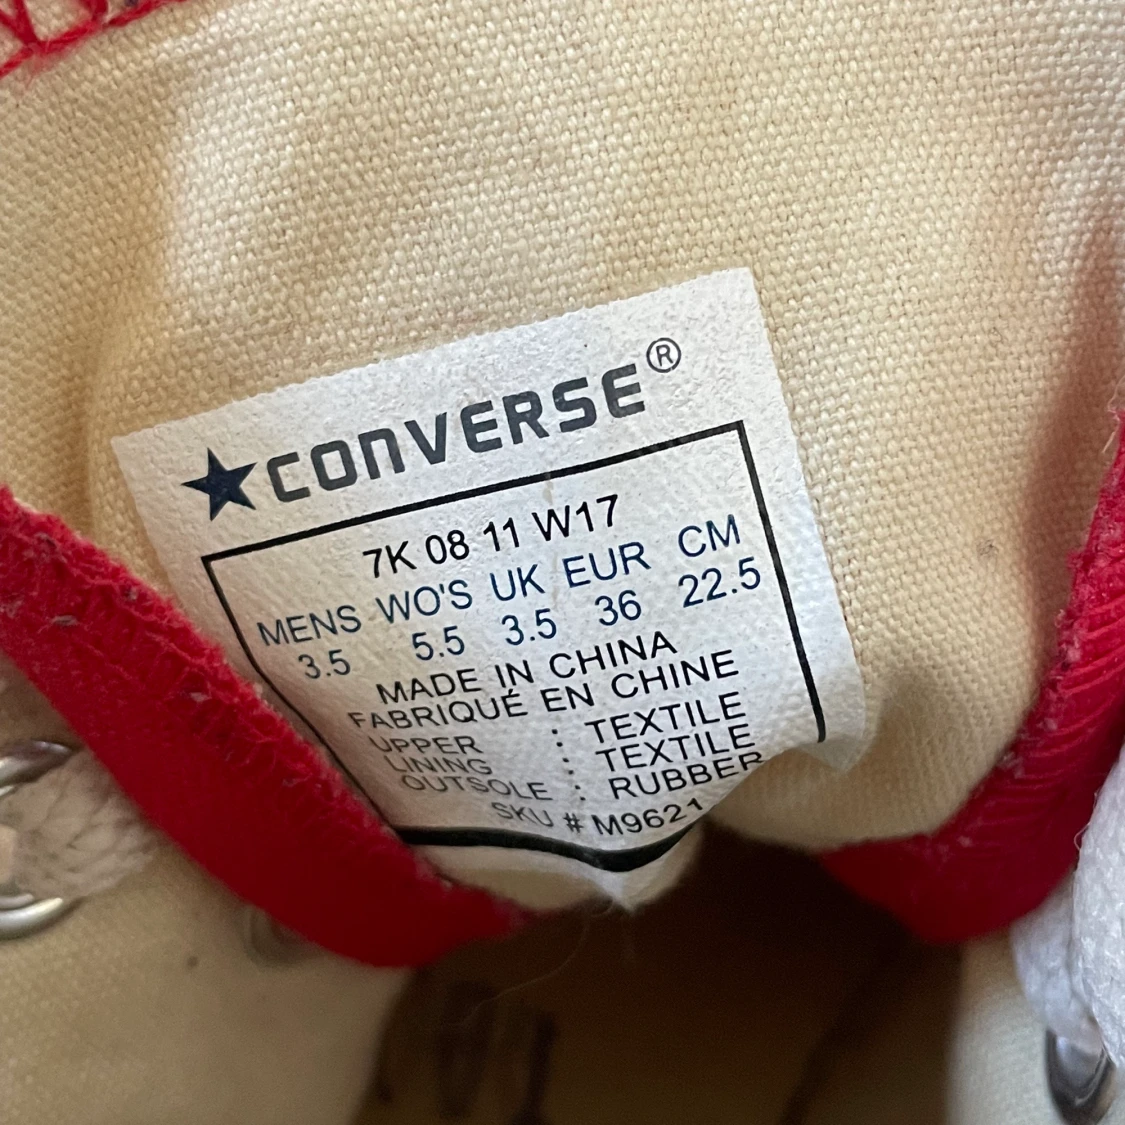 CONVERSE®
7K 08 11 W17
MENS WO'S UK EUR CM
3.5 5.5 3.5 36 22.5
MADE IN CHINA
FABRIQUÉ EN CHINE
UPPER : TEXTILE
LINING : TEXTILE
OUTSOLE : RUBBER
SKU # M9621